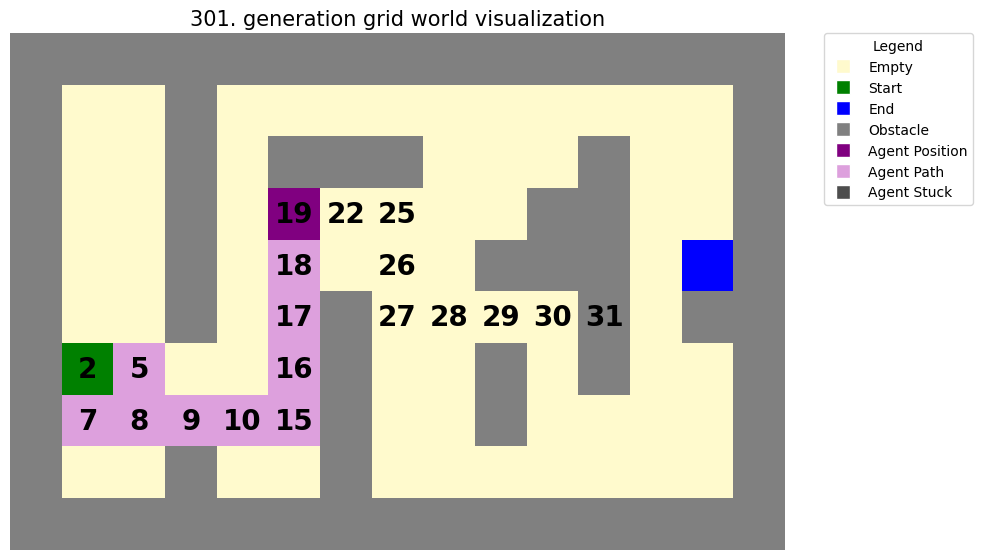 301. generation grid world visualization
Legend
Empty
Start
End
Obstacle
Agent Position
Agent Path
Agent Stuck
19 22 25
18 26
17 27 28 29 30 31
2 5 16
7 8 9 10 15